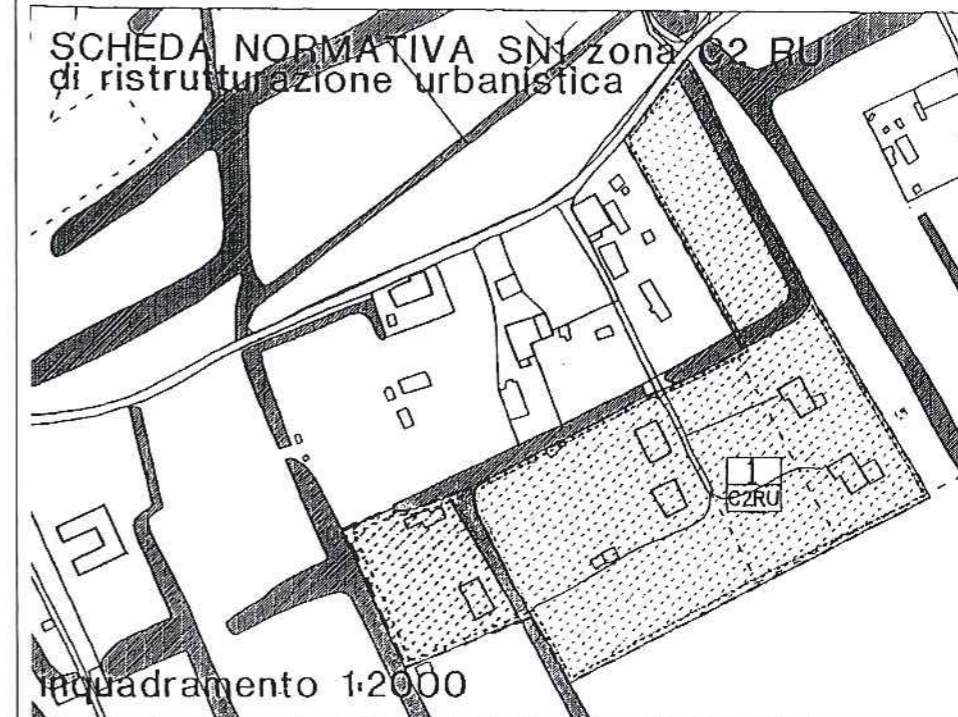 SCHEDA NORMATIVA SN1 zona C2 RU
di ristrutturazione urbanistica
1
C2RU
inquadramento 1:2000